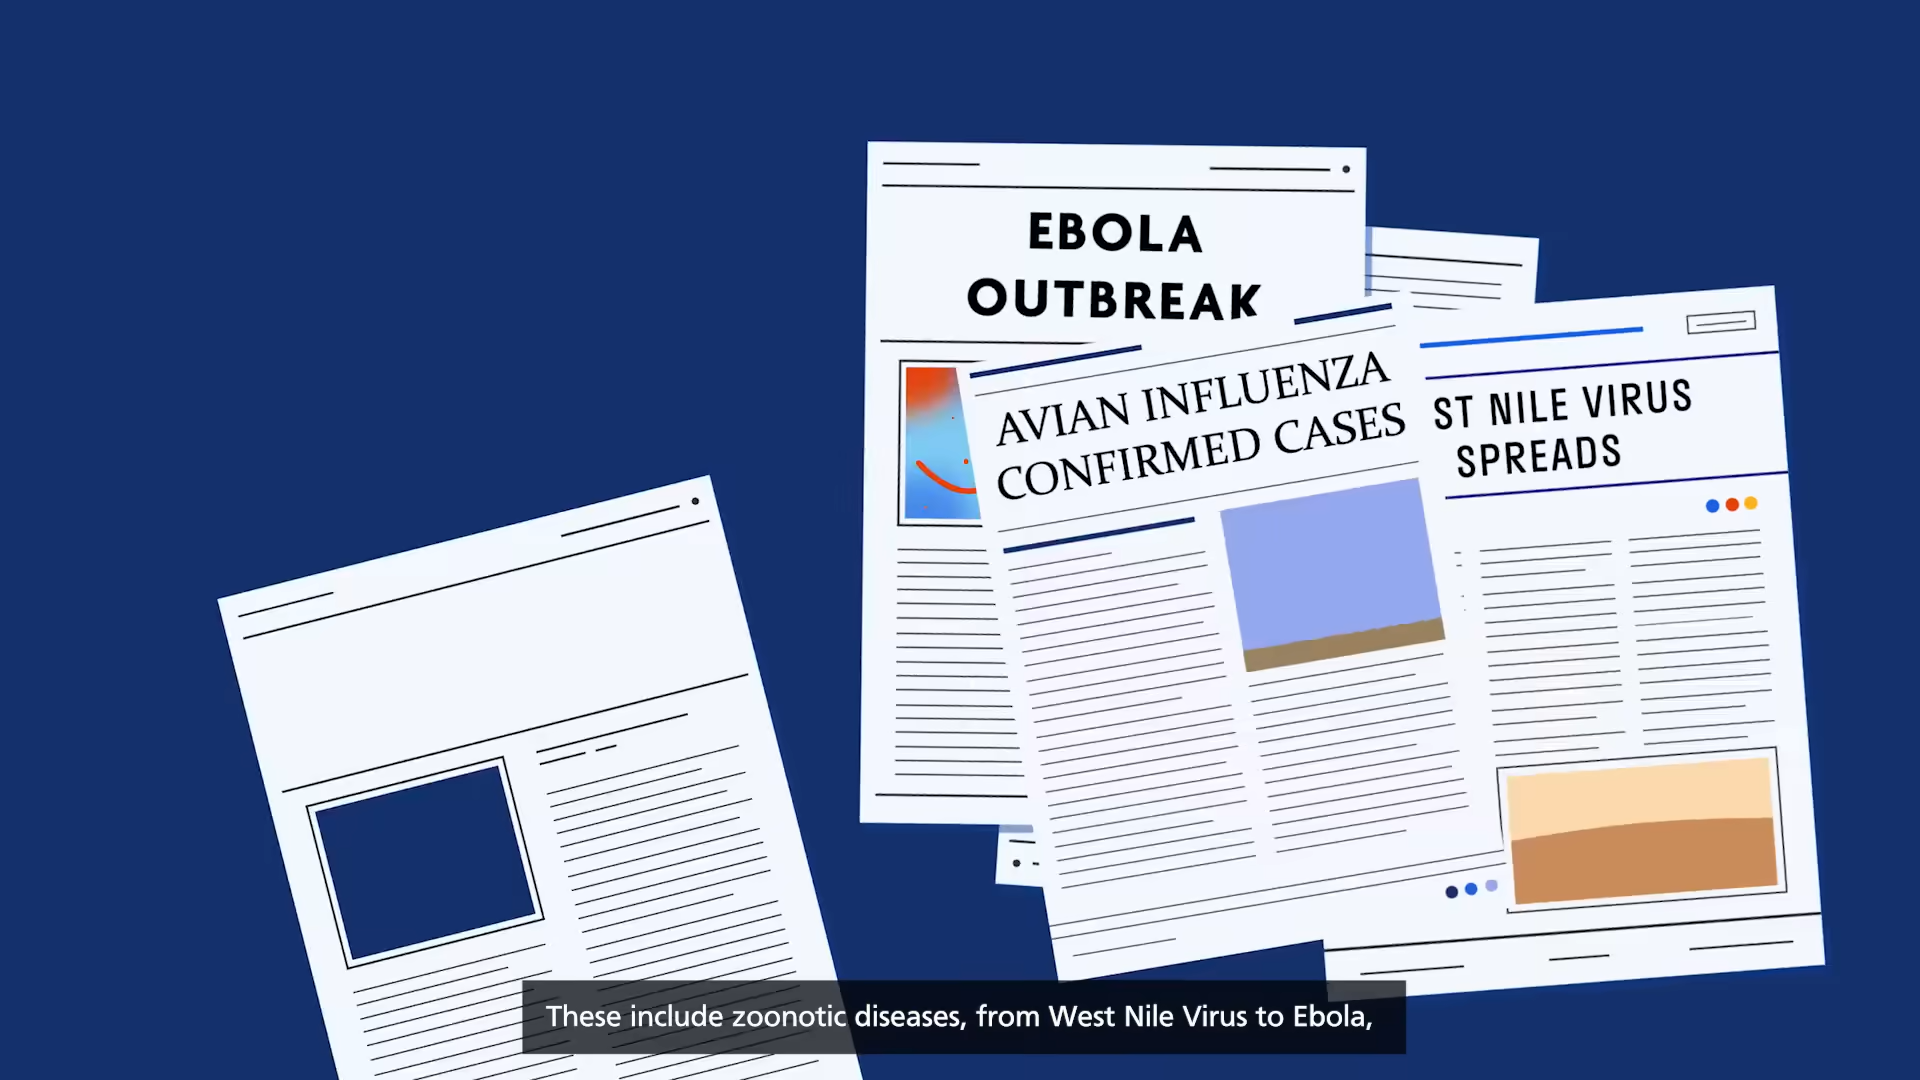 EBOLA
OUTBREAK
AVIAN INFLUENZA
CONFIRMED CASES
ST NILE VIRUS
SPREADS
These include zoonotic diseases, from West Nile Virus to Ebola,